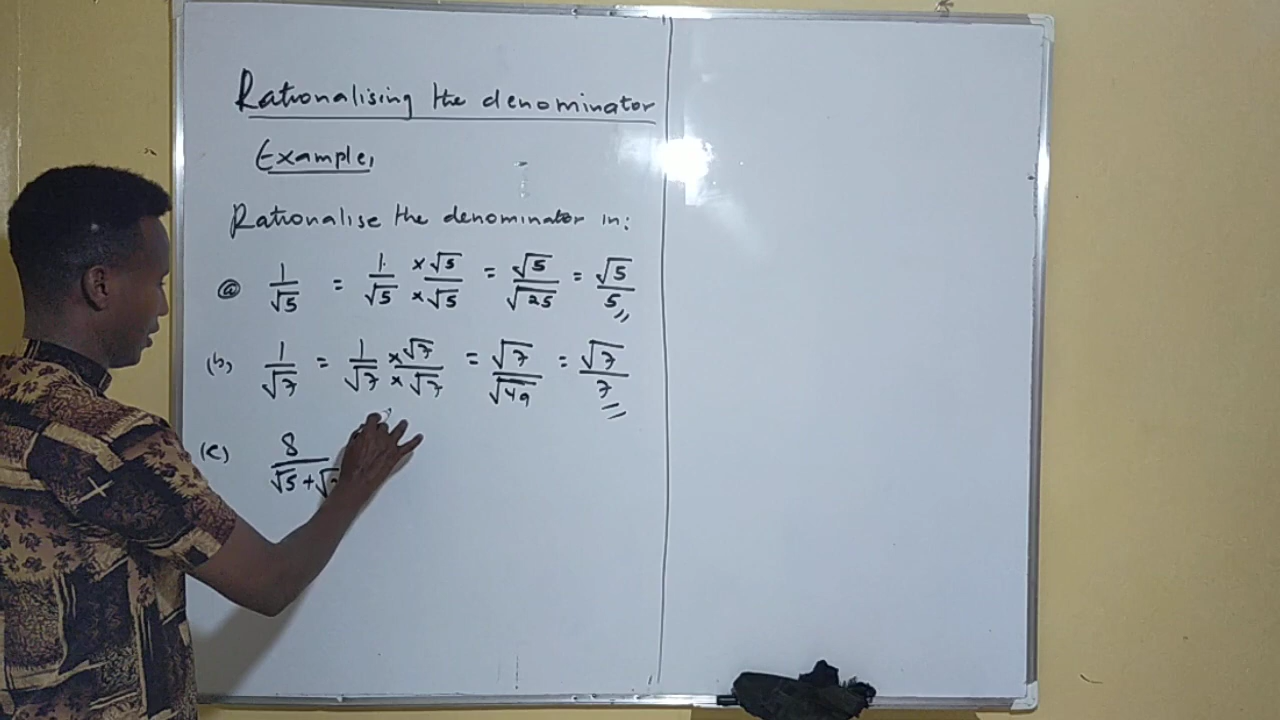 Rationalising the denominator
Example,
Rationalise the denominator in:
(a) 1/√5 = 1/√5 ×√5/×√5 = √5/√25 = √5/5
(b) 1/√7 = 1/√7 ×√7/×√7 = √7/√49 = √7/7
(c) 8/√5+√